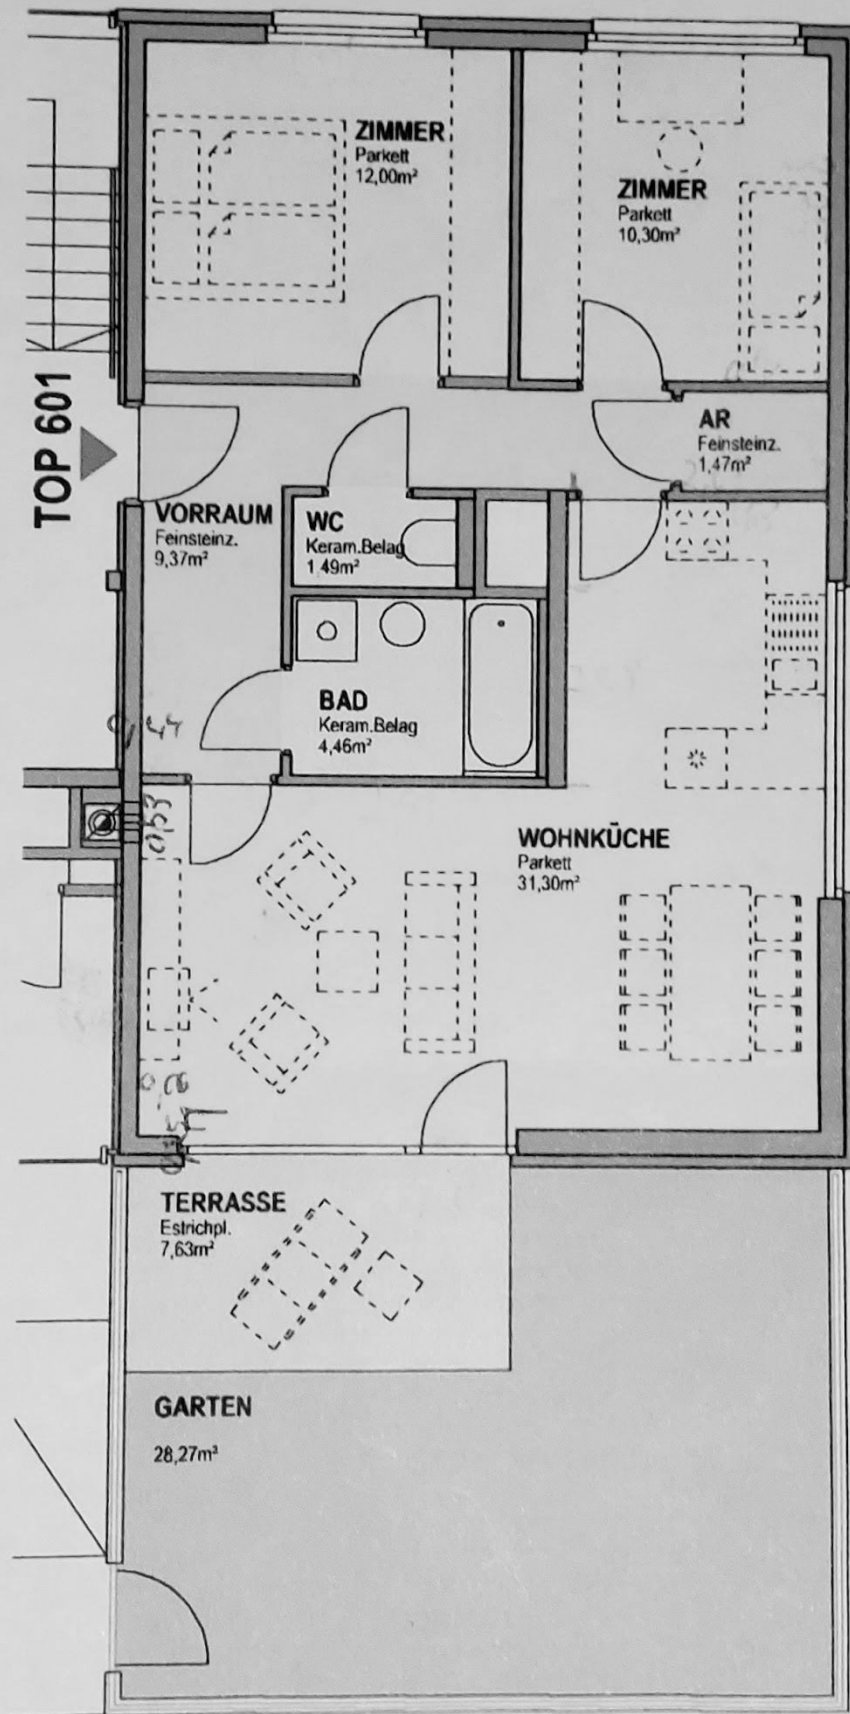 ZIMMER
Parkett
12,00m²
ZIMMER
Parkett
10,30m²
TOP 601
AR
Feinsteinz.
1,47m²
VORRAUM
Feinsteinz.
9,37m²
WC
Keram.Belag
1,49m²
BAD
Keram.Belag
4,46m²
WOHNKÜCHE
Parkett
31,30m²
TERRASSE
Estrichpl.
7,63m²
GARTEN
28,27m²